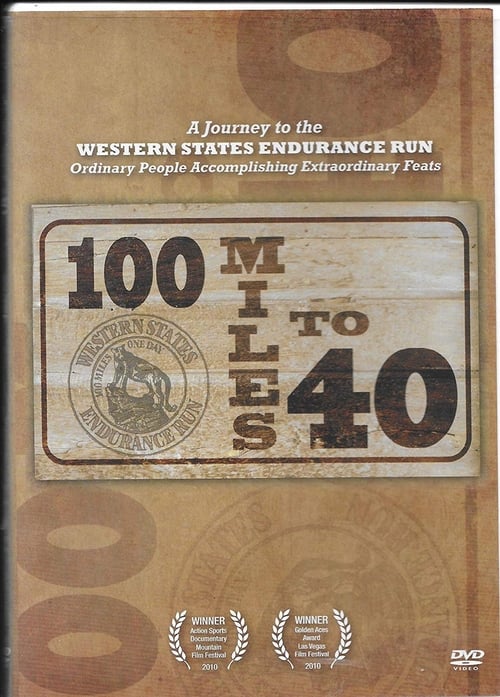 A Journey to the
WESTERN STATES ENDURANCE RUN
Ordinary People Accomplishing Extraordinary Feats
100
MILES
TO
40
WESTERN STATES
100 MILES ONE DAY
ENDURANCE RUN
WINNER
Action Sports
Documentary
Mountain
Film Festival
2010
WINNER
Golden Aces
Award
Las Vegas
Film Festival
2010
DVD
VIDEO